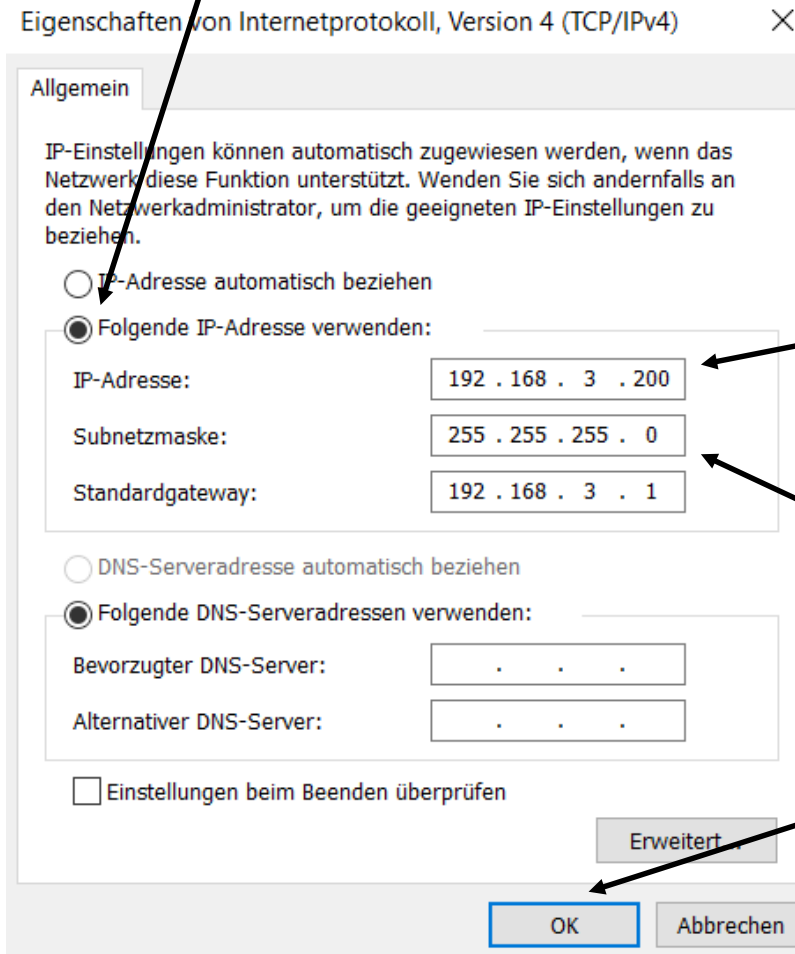 Eigenschaften von Internetprotokoll, Version 4 (TCP/IPv4)
Allgemein
IP-Einstellungen können automatisch zugewiesen werden, wenn das
Netzwerk diese Funktion unterstützt. Wenden Sie sich andernfalls an
den Netzwerkadministrator, um die geeigneten IP-Einstellungen zu
beziehen.
IP-Adresse automatisch beziehen
Folgende IP-Adresse verwenden:
IP-Adresse: 192 . 168 . 3 . 200
Subnetzmaske: 255 . 255 . 255 . 0
Standardgateway: 192 . 168 . 3 . 1
DNS-Serveradresse automatisch beziehen
Folgende DNS-Serveradressen verwenden:
Bevorzugter DNS-Server: . . .
Alternativer DNS-Server: . . .
Einstellungen beim Beenden überprüfen
Erweitert...
OK Abbrechen